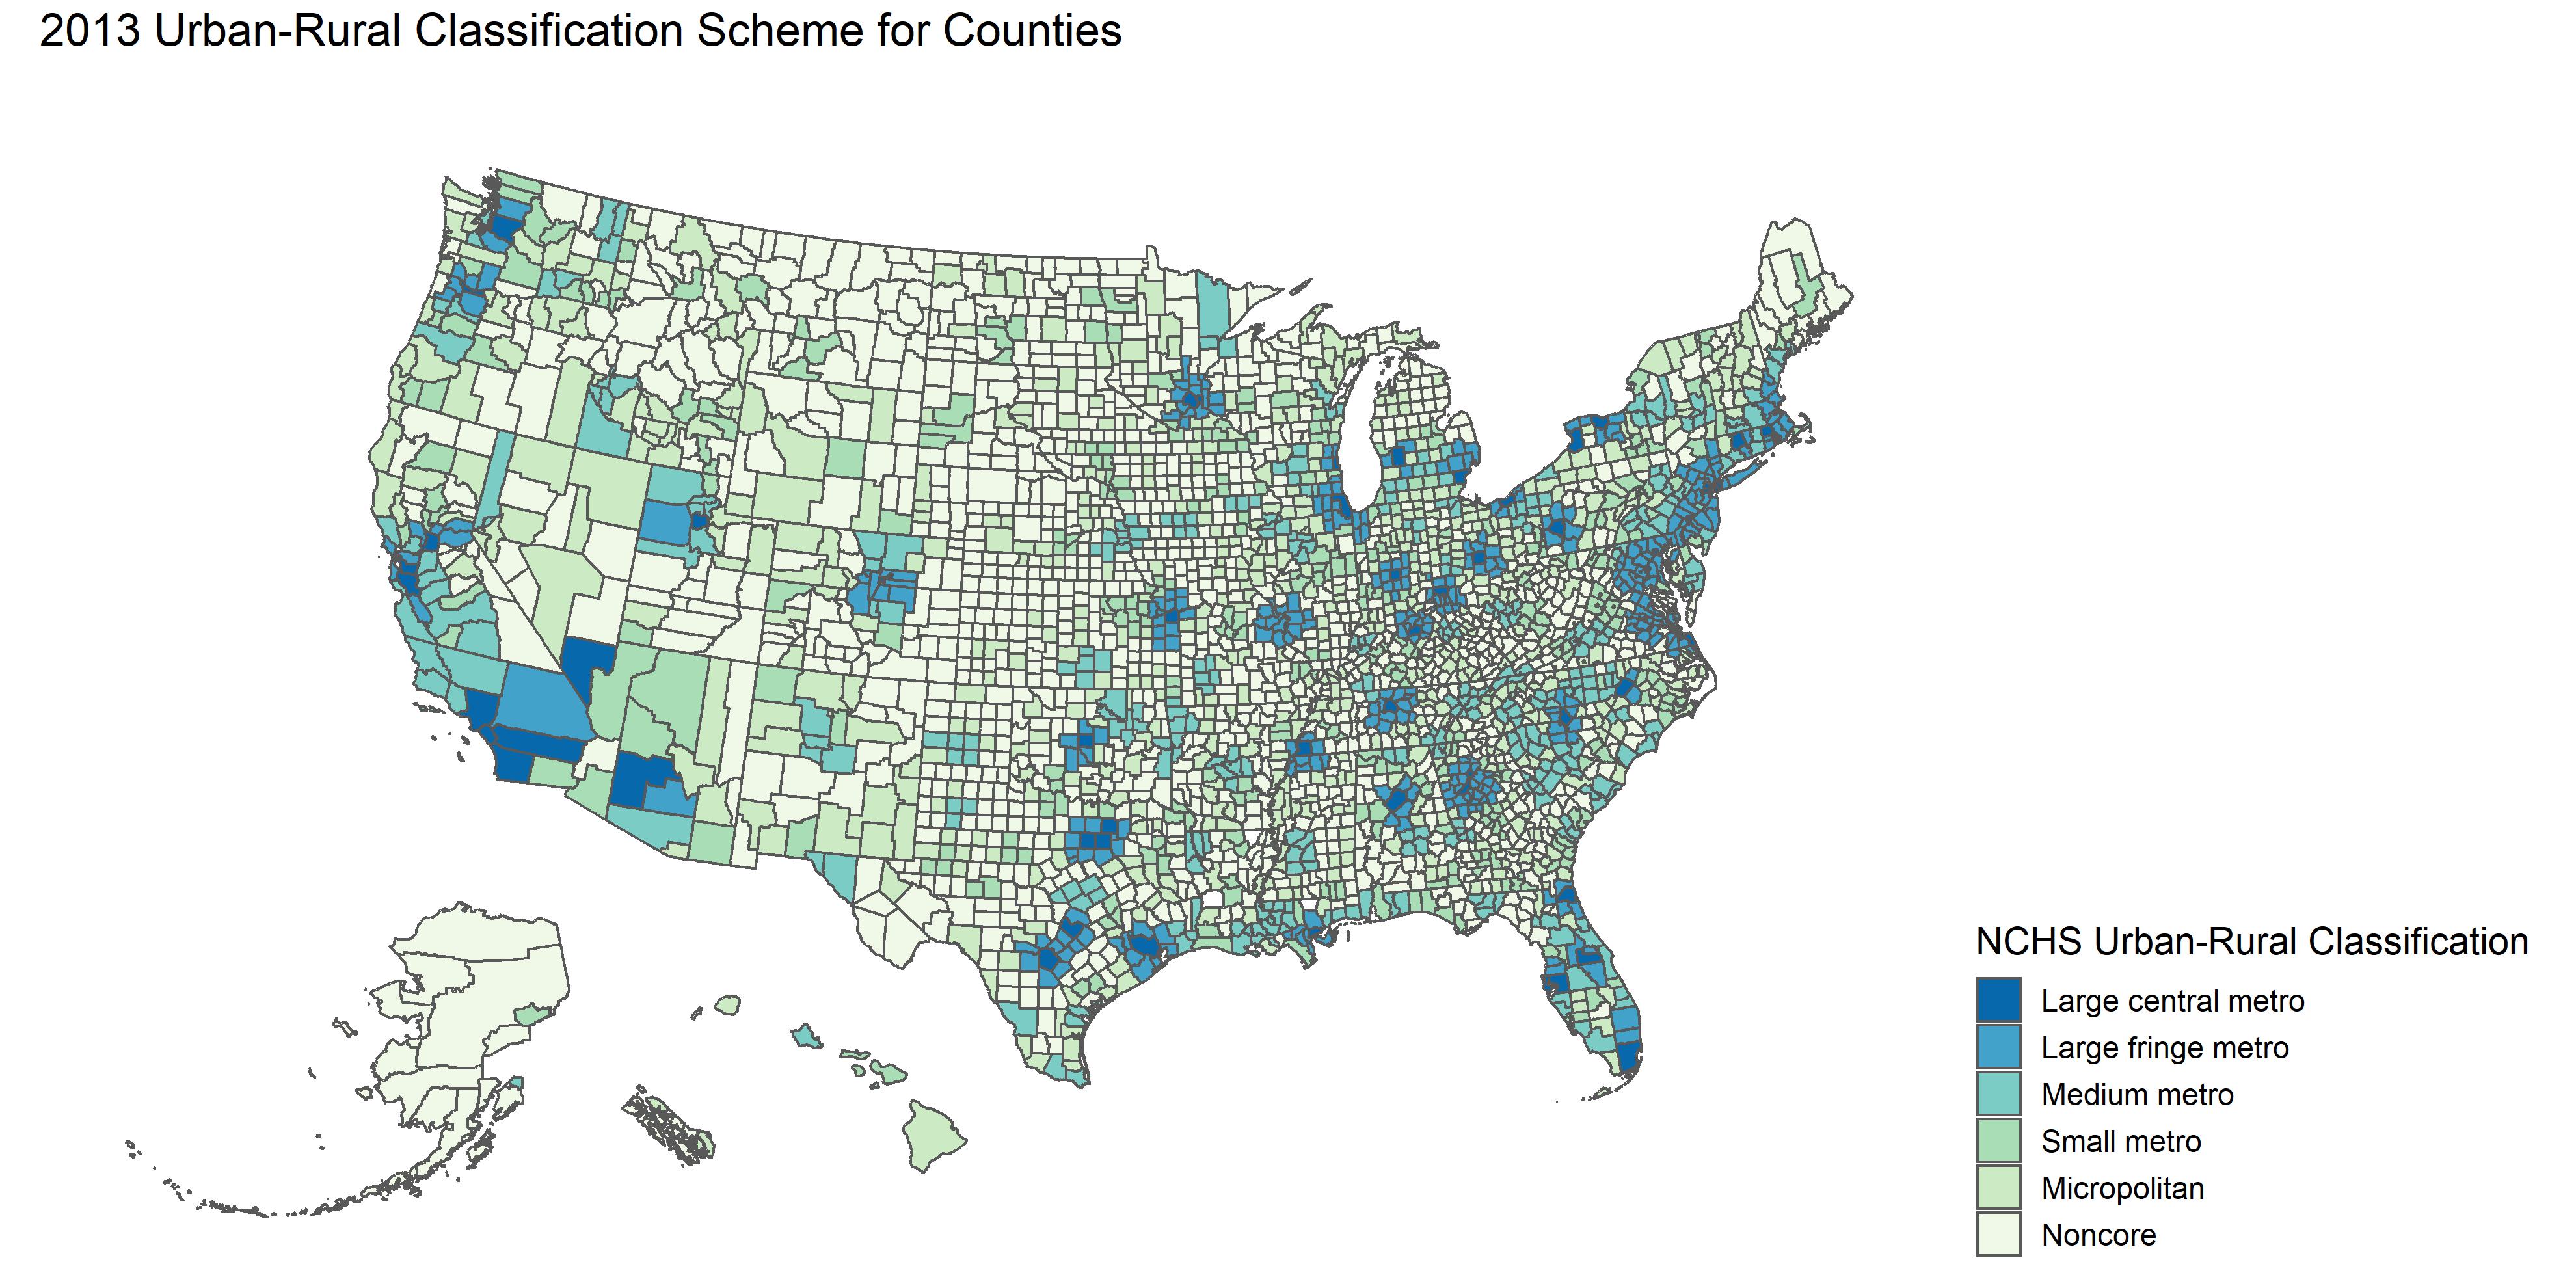 2013 Urban-Rural Classification Scheme for Counties
NCHS Urban-Rural Classification
Large central metro
Large fringe metro
Medium metro
Small metro
Micropolitan
Noncore